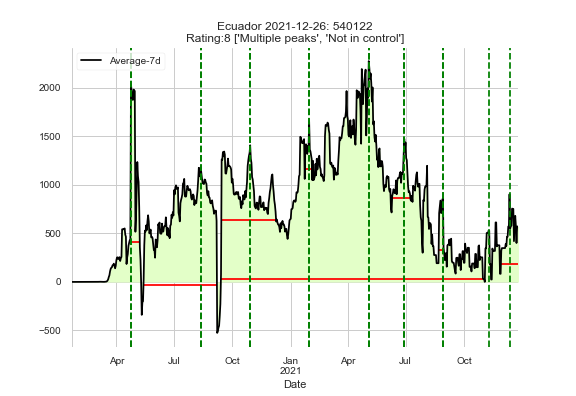 Ecuador 2021-12-26: 540122
Rating:8 ['Multiple peaks', 'Not in control']
Average-7d
2000
1500
1000
500
0
−500
Apr
Jul
Oct
Jan
2021
Apr
Jul
Oct
Date